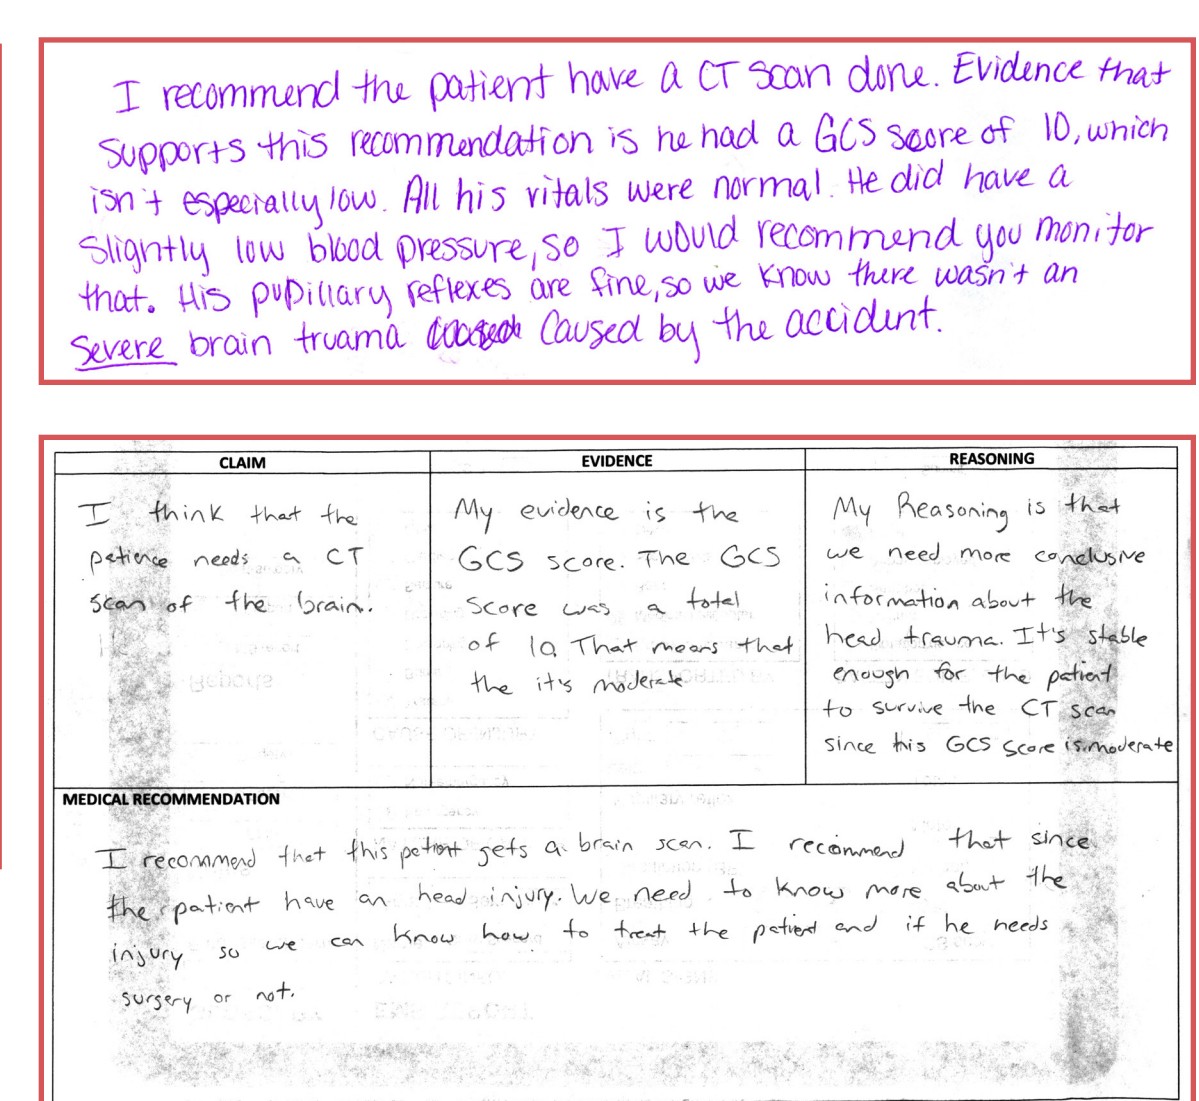 I recommend the patient have a CT scan done. Evidence that
supports this recommendation is he had a GCS score of 10, which
isn't especially low. All his vitals were normal. He did have a
slightly low blood pressure, so I would recommend you monitor
that. His pupillary reflexes are fine, so we know there wasn't an
severe brain truama caused by the accident.
CLAIM
I think that the
patience needs a CT
scan of the brain.
EVIDENCE
My evidence is the
GCS score. The GCS
score was a total
of 10. That means that
the it's moderate
REASONING
My Reasoning is that
we need more conclusive
information about the
head trauma. It's stable
enough for the patient
to survive the CT scan
since his GCS score is moderate
MEDICAL RECOMMENDATION
I recommend that this patient gets a brain scan. I recimmend that since
the patient have an head injury. We need to know more about the
injury so we can know how to treat the patient and if he needs
surgery or not.